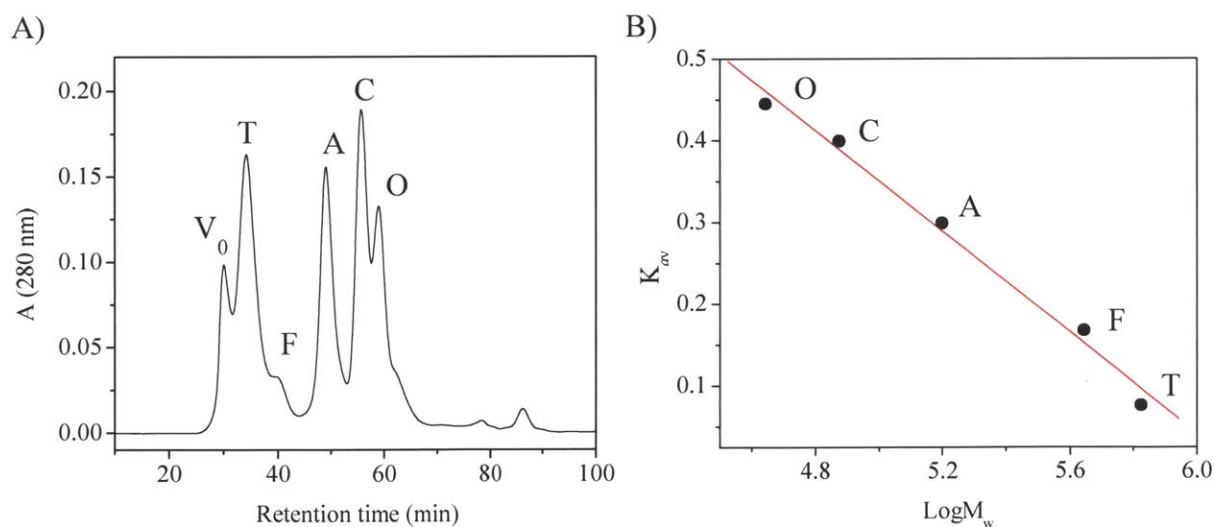 A)
0.20
0.15
0.10
0.05
0.00
V0
T
F
A
C
O
20
40
60
80
100
A (280 nm)
Retention time (min)
B)
0.5
0.4
0.3
0.2
0.1
O
C
A
F
T
4.8
5.2
5.6
6.0
Kav
LogMw